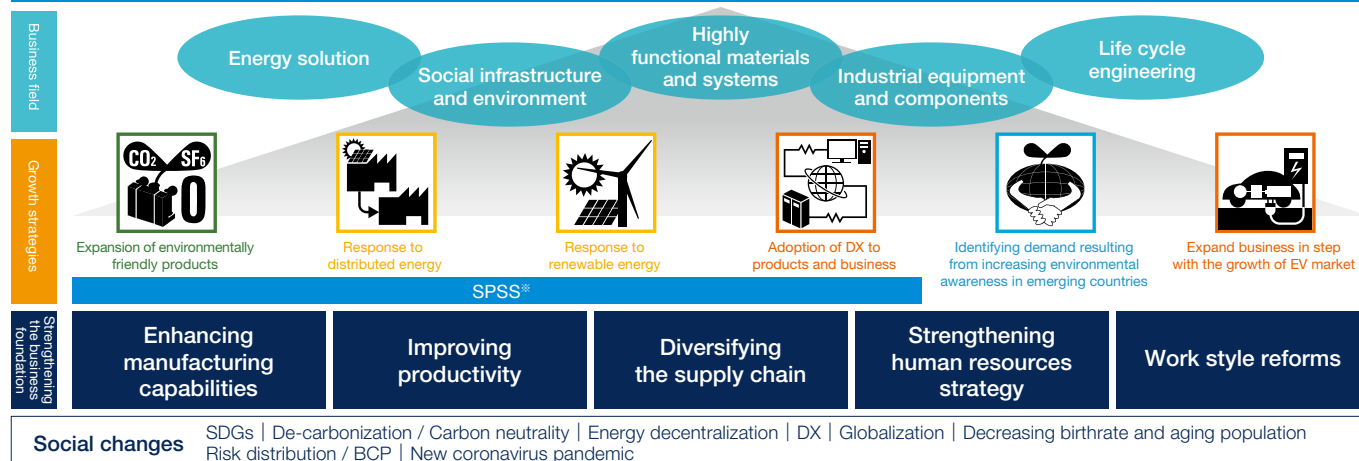 Business field
Energy solution
Social infrastructure
and environment
Highly
functional materials
and systems
Industrial equipment
and components
Life cycle
engineering
Growth strategies
CO2 SF6
0
Expansion of environmentally
friendly products
Response to
distributed energy
Response to
renewable energy
Adoption of DX to
products and business
Identifying demand resulting
from increasing environmental
awareness in emerging countries
Expand business in step
with the growth of EV market
SPSS※
Strengthening
the business
foundation
Enhancing
manufacturing
capabilities
Improving
productivity
Diversifying
the supply chain
Strengthening
human resources
strategy
Work style reforms
Social changes
SDGs | De-carbonization / Carbon neutrality | Energy decentralization | DX | Globalization | Decreasing birthrate and aging population
Risk distribution / BCP | New coronavirus pandemic